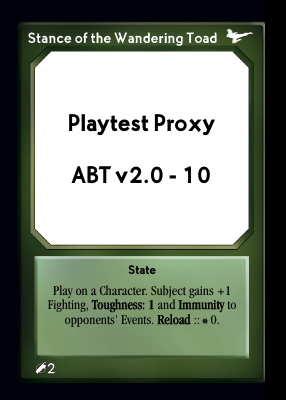 Stance of the Wandering Toad
Playtest Proxy
ABT v2.0 - 10
State
Play on a Character. Subject gains +1
Fighting, Toughness: 1 and Immunity to
opponents' Events. Reload :: ⁕ 0.
2